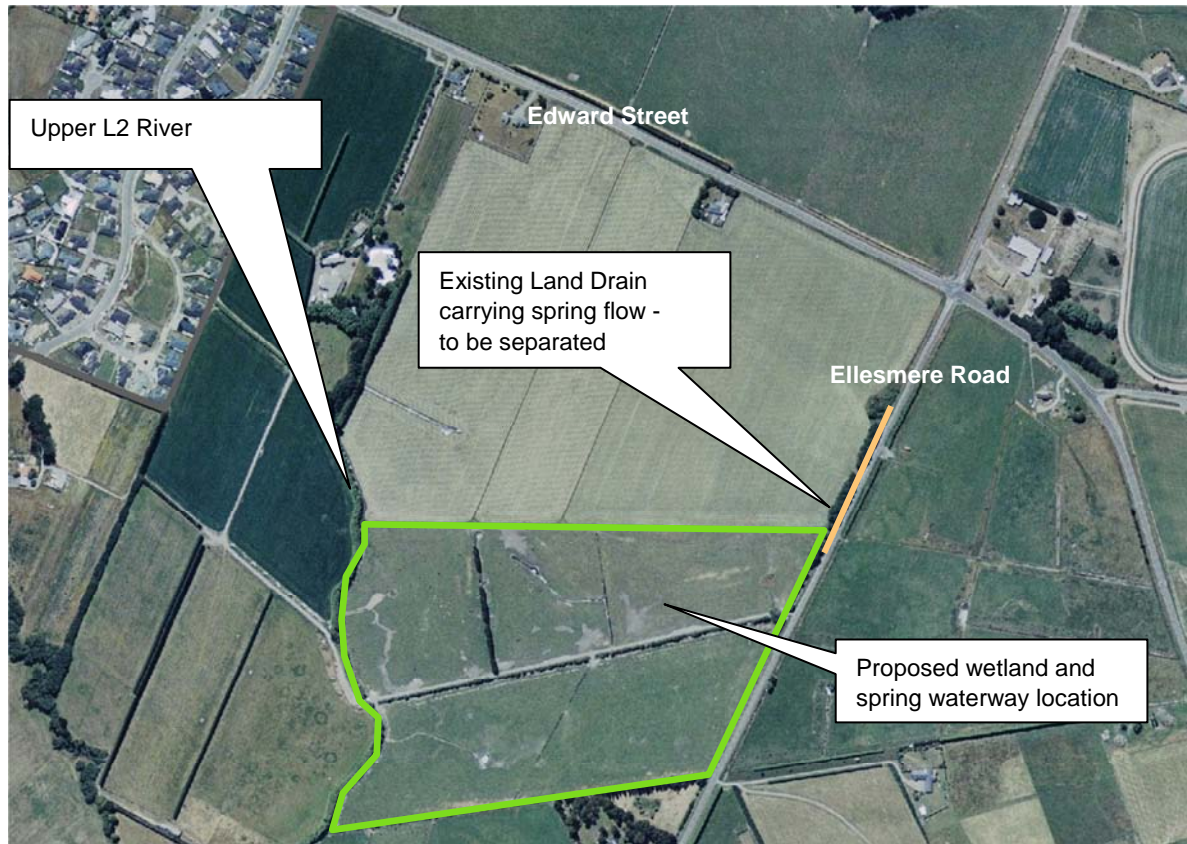 Edward Street
Upper L2 River
Existing Land Drain
carrying spring flow -
to be separated
Ellesmere Road
Proposed wetland and
spring waterway location